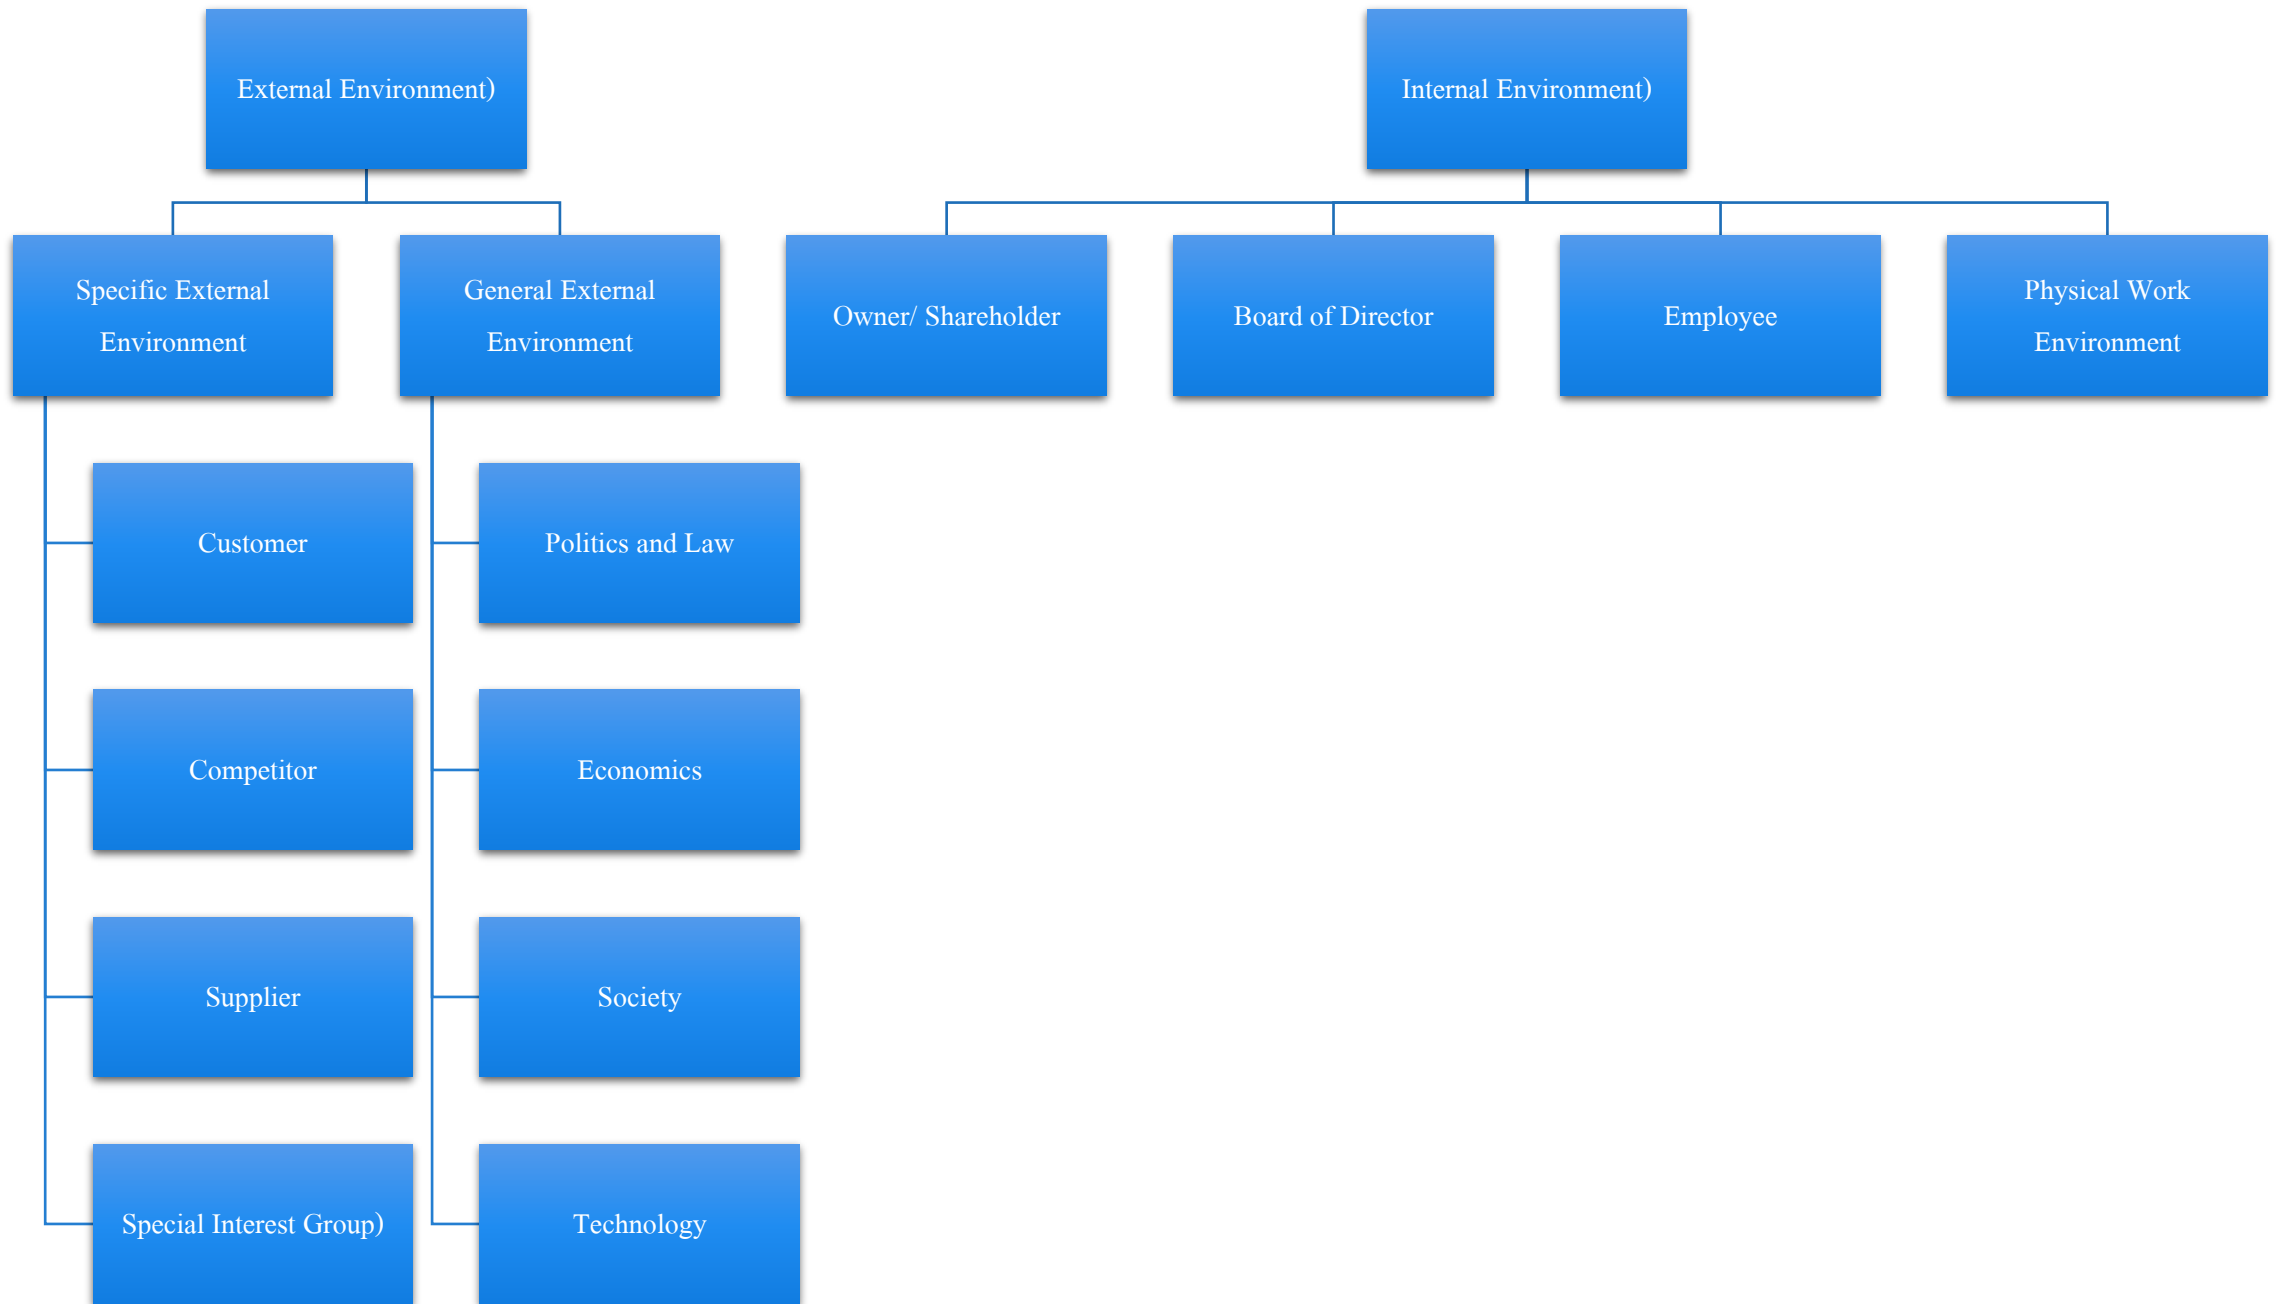 External Environment)
Internal Environment)
Specific External
Environment
General External
Environment
Owner/ Shareholder
Board of Director
Employee
Physical Work
Environment
Customer
Politics and Law
Competitor
Economics
Supplier
Society
Special Interest Group)
Technology